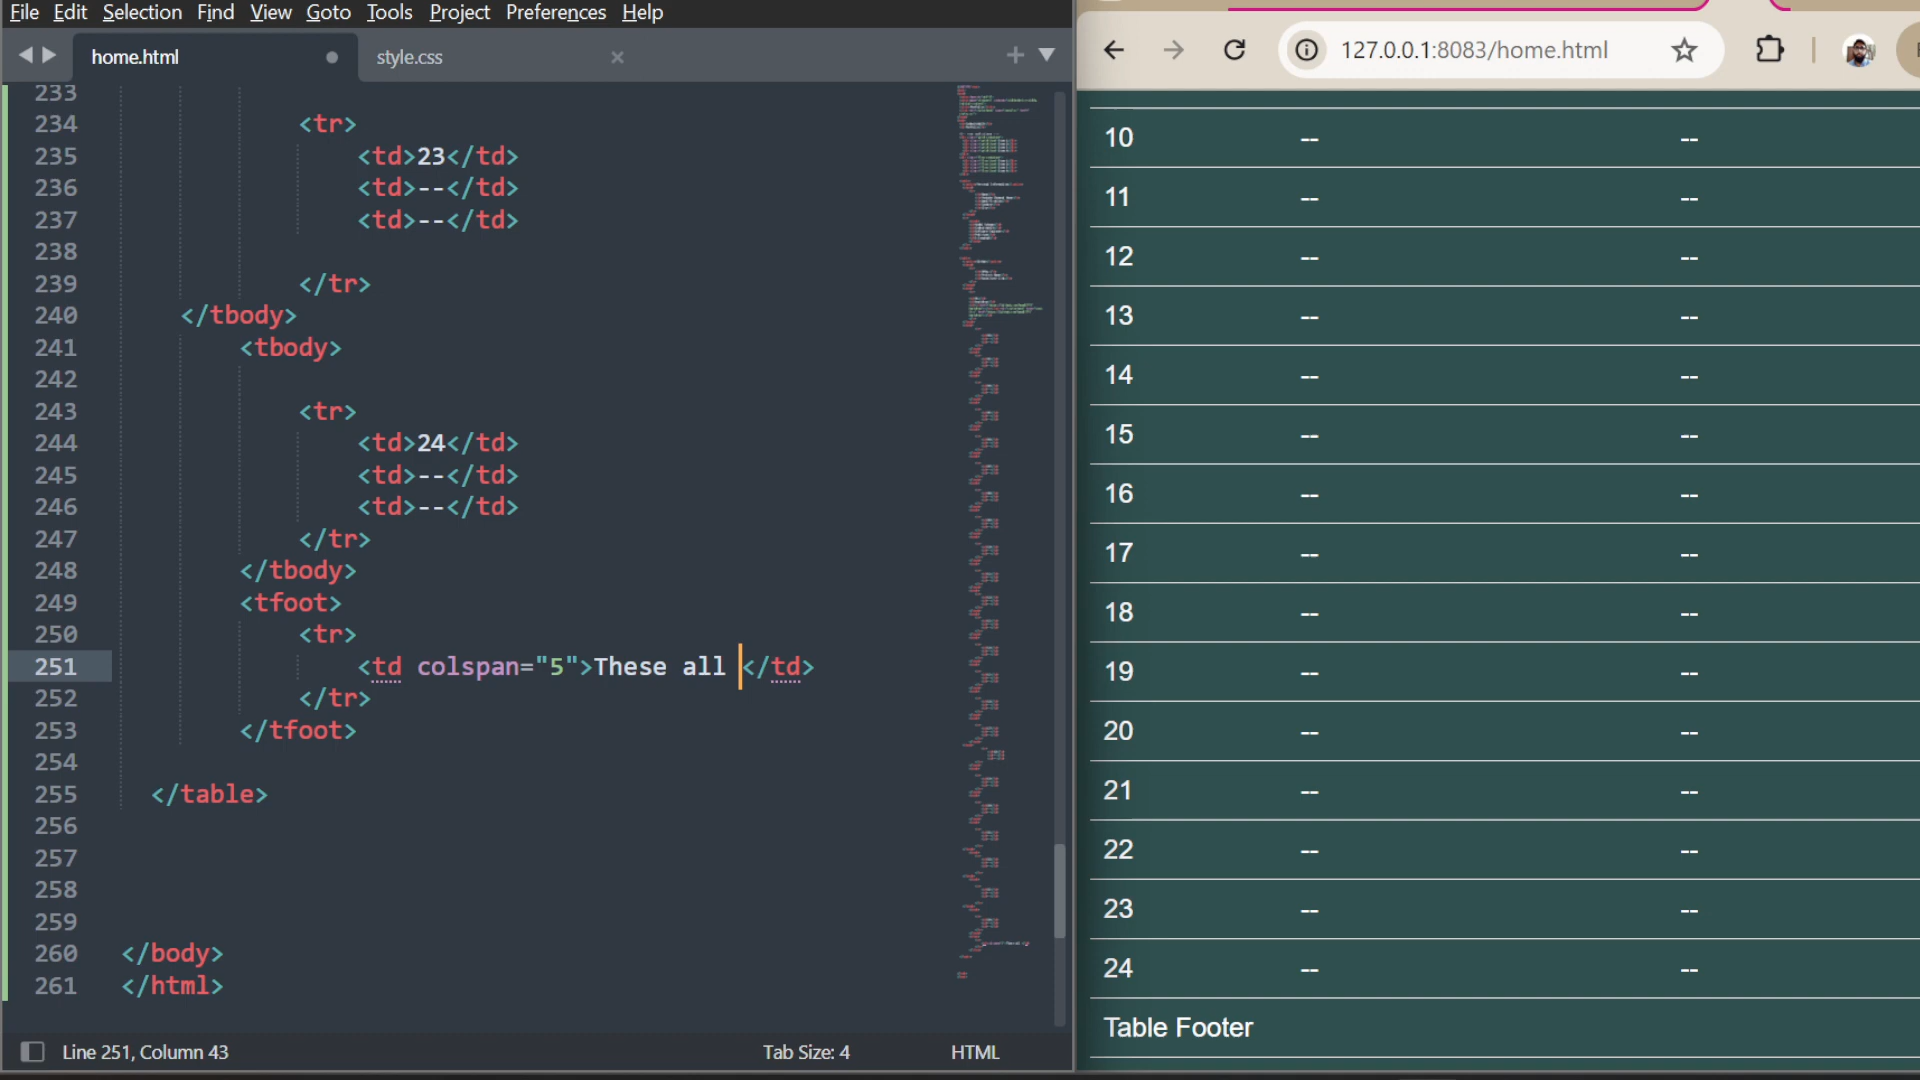 File Edit Selection Find View Goto Tools Project Preferences Help
home.html style.css
233
234 <tr>
235 <td>23</td>
236 <td>--</td>
237 <td>--</td>
238
239 </tr>
240 </tbody>
241 <tbody>
242
243 <tr>
244 <td>24</td>
245 <td>--</td>
246 <td>--</td>
247 </tr>
248 </tbody>
249 <tfoot>
250 <tr>
251 <td colspan="5">These all </td>
252 </tr>
253 </tfoot>
254
255 </table>
256
257
258
259
260 </body>
261 </html>
Line 251, Column 43 Tab Size: 4 HTML
127.0.0.1:8083/home.html
10 -- --
11 -- --
12 -- --
13 -- --
14 -- --
15 -- --
16 -- --
17 -- --
18 -- --
19 -- --
20 -- --
21 -- --
22 -- --
23 -- --
24 -- --
Table Footer